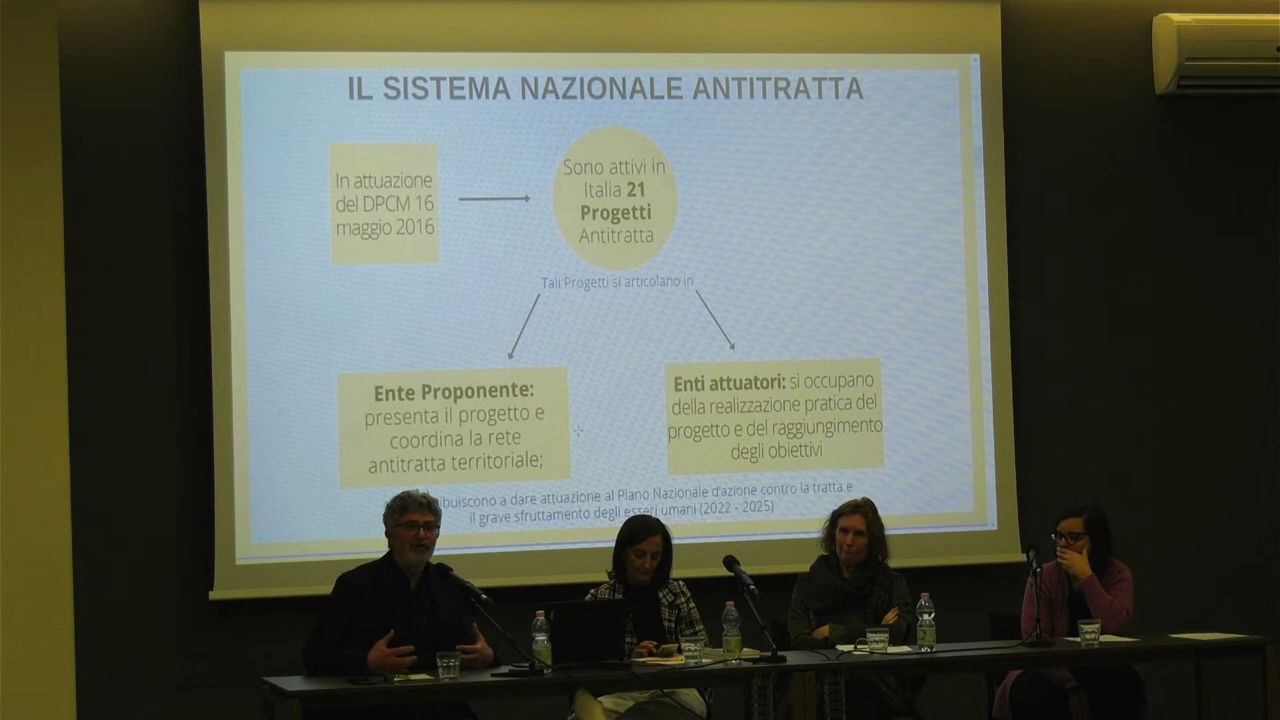 IL SISTEMA NAZIONALE ANTITRATTA
In attuazione
del DPCM 16
maggio 2016
Sono attivi in
Italia 21
Progetti
Antitratta
Tali Progetti si articolano in
Ente Proponente:
presenta il progetto e
coordina la rete
antitratta territoriale;
Enti attuatori: si occupano
della realizzazione pratica del
progetto e del raggiungimento
degli obiettivi
a dare attuazione al Piano Nazionale d'azione contro la tratta e
il grave sfruttamento degli esseri umani (2022 - 2025)